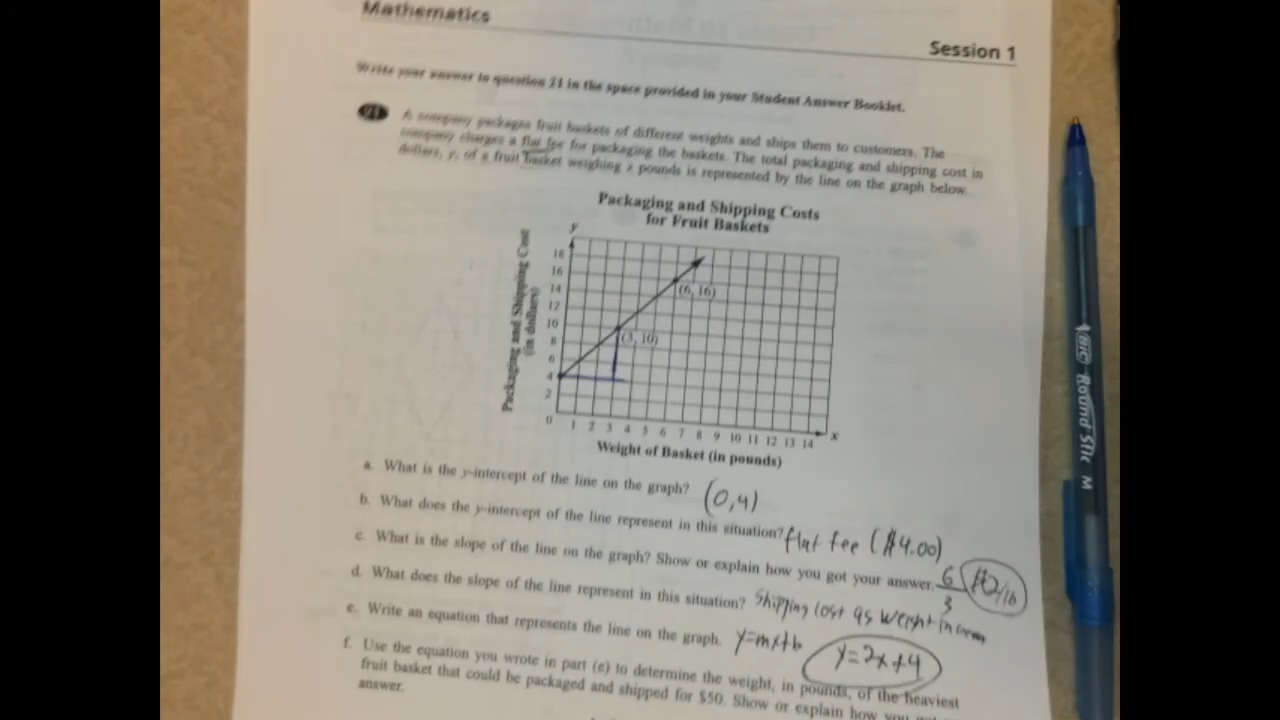 Mathematics
Session 1
Write your answer to question 21 in the space provided in your Student Answer Booklet.
21 A company packages fruit baskets of different weights and ships them to customers. The
company charges a flat fee for packaging the baskets. The total packaging and shipping cost in
dollars, y, of a fruit basket weighing x pounds is represented by the line on the graph below.
Packaging and Shipping Costs
for Fruit Baskets
y
18
16
14
12
10
8
6
4
2
0
Packaging and Shipping Cost
(in dollars)
(6, 16)
(3, 10)
1 2 3 4 5 6 7 8 9 10 11 12 13 14 x
Weight of Basket (in pounds)
a. What is the y-intercept of the line on the graph? (0,4)
b. What does the y-intercept of the line represent in this situation? flat fee ($4.00)
c. What is the slope of the line on the graph? Show or explain how you got your answer. 6/3 $2/lb
d. What does the slope of the line represent in this situation? Shipping cost as weight
e. Write an equation that represents the line on the graph. y=mx+b y=2x+4
f. Use the equation you wrote in part (e) to determine the weight, in pounds, of the heaviest
fruit basket that could be packaged and shipped for $50. Show or explain how you
answer.
BIC Round Stic M